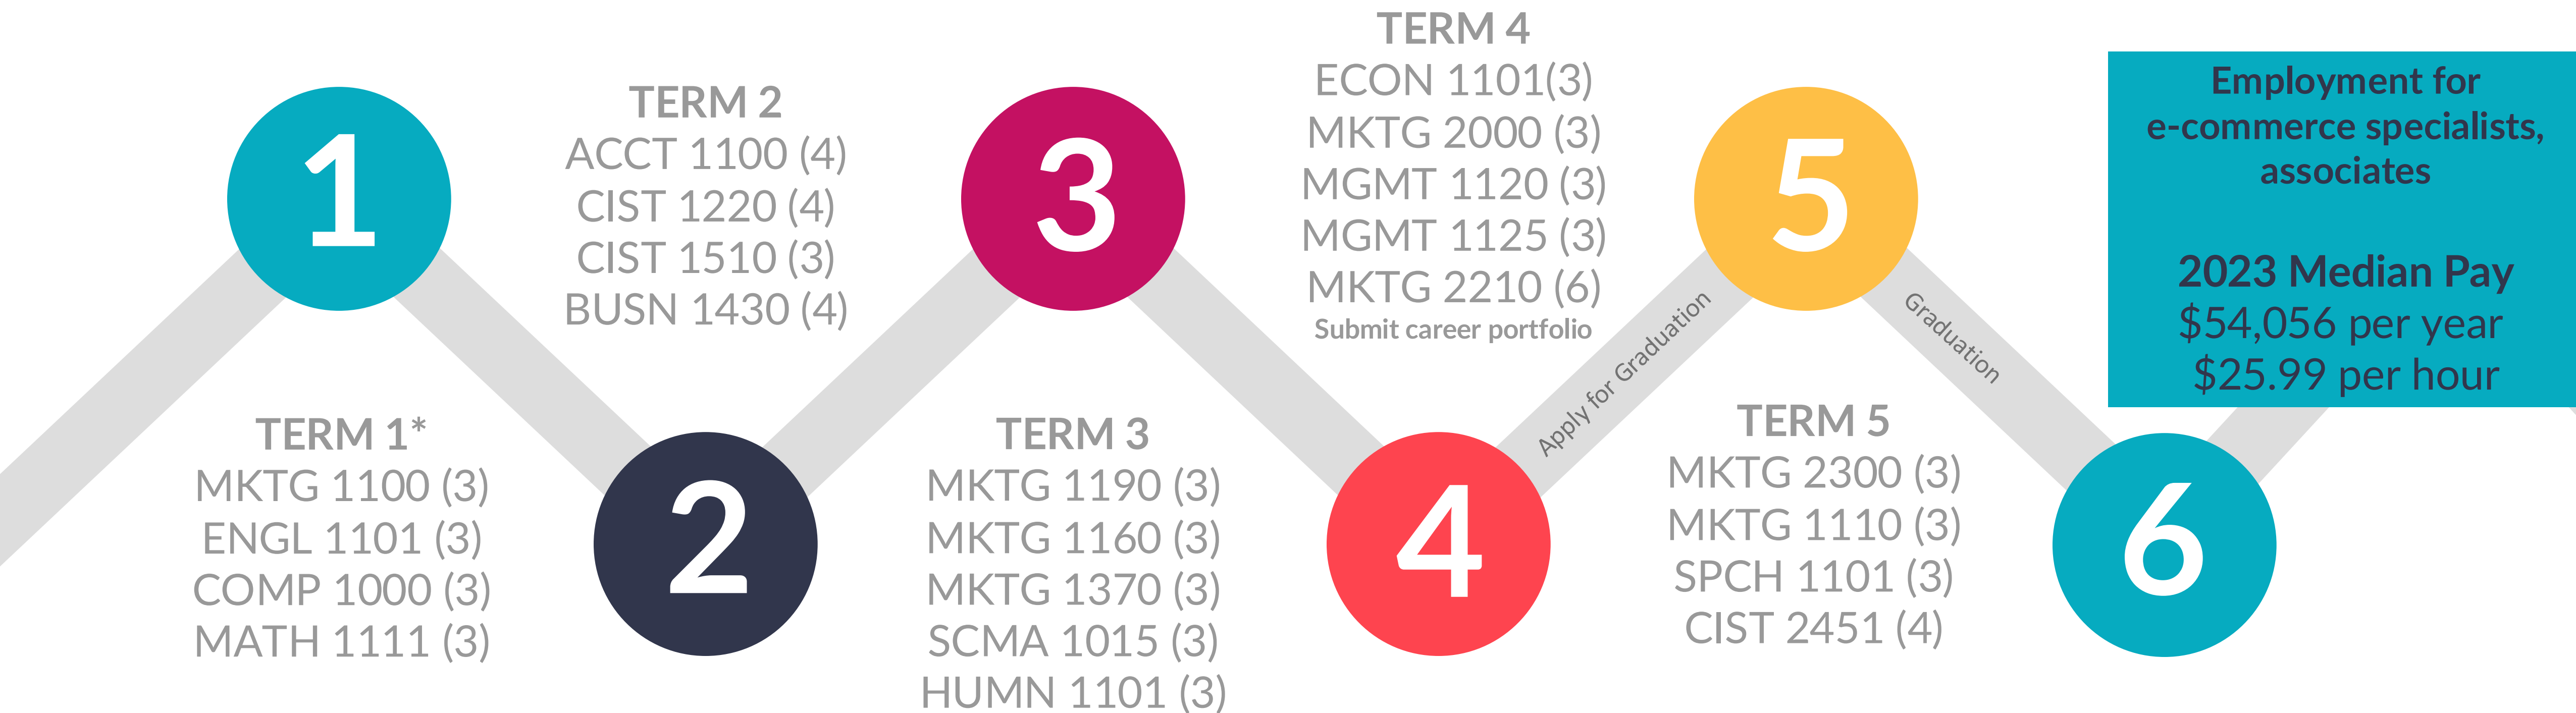 1
TERM 1*
MKTG 1100 (3)
ENGL 1101 (3)
COMP 1000 (3)
MATH 1111 (3)
TERM 2
ACCT 1100 (4)
CIST 1220 (4)
CIST 1510 (3)
BUSN 1430 (4)
2
3
TERM 3
MKTG 1190 (3)
MKTG 1160 (3)
MKTG 1370 (3)
SCMA 1015 (3)
HUMN 1101 (3)
TERM 4
ECON 1101(3)
MKTG 2000 (3)
MGMT 1120 (3)
MGMT 1125 (3)
MKTG 2210 (6)
Submit career portfolio
4
Apply for Graduation
5
TERM 5
MKTG 2300 (3)
MKTG 1110 (3)
SPCH 1101 (3)
CIST 2451 (4)
Graduation
6
Employment for
e-commerce specialists,
associates
2023 Median Pay
$54,056 per year
$25.99 per hour